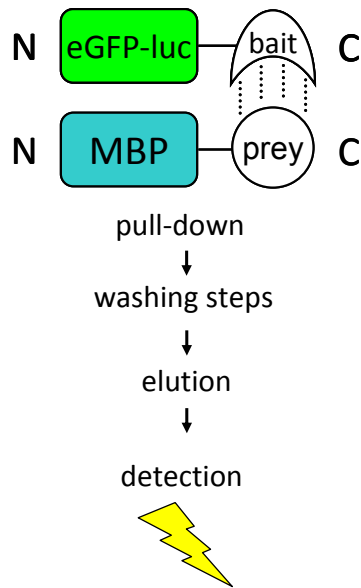 N eGFP-luc bait C
N MBP prey C
pull-down
washing steps
elution
detection